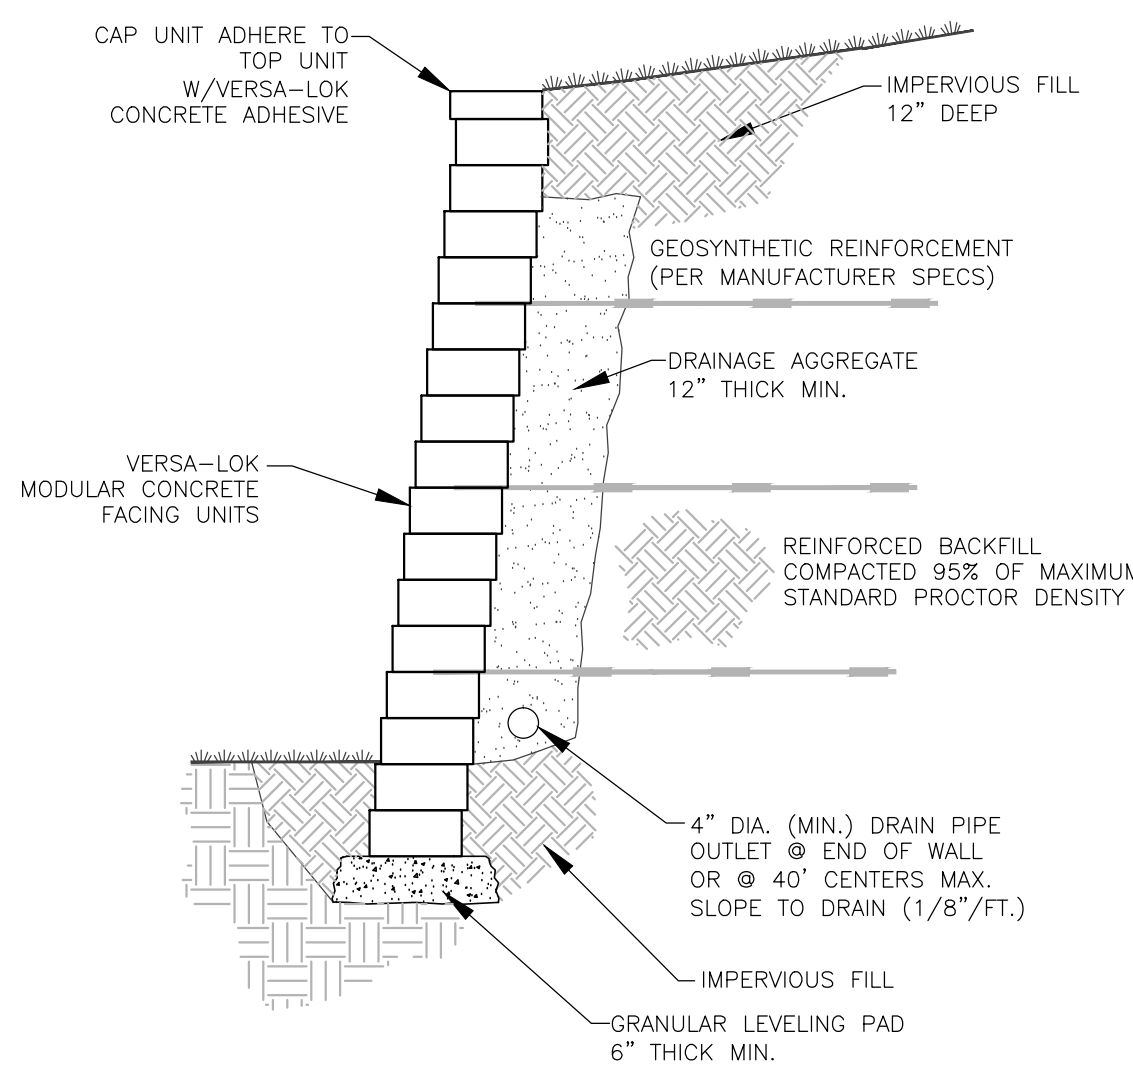 CAP UNIT ADHERE TO
TOP UNIT
W/VERSA-LOK
CONCRETE ADHESIVE
IMPERVIOUS FILL
12" DEEP
GEOSYNTHETIC REINFORCEMENT
(PER MANUFACTURER SPECS)
DRAINAGE AGGREGATE
12" THICK MIN.
VERSA-LOK
MODULAR CONCRETE
FACING UNITS
REINFORCED BACKFILL
COMPACTED 95% OF MAXIMUM
STANDARD PROCTOR DENSITY
4" DIA. (MIN.) DRAIN PIPE
OUTLET @ END OF WALL
OR @ 40' CENTERS MAX.
SLOPE TO DRAIN (1/8"/FT.)
IMPERVIOUS FILL
GRANULAR LEVELING PAD
6" THICK MIN.